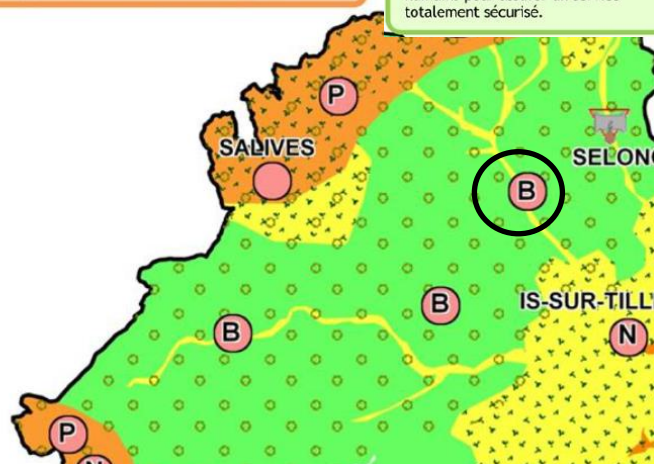 totalement sécurisé.
P
SALIVES
SELONG
B
B
IS-SUR-TILL
B
N
P